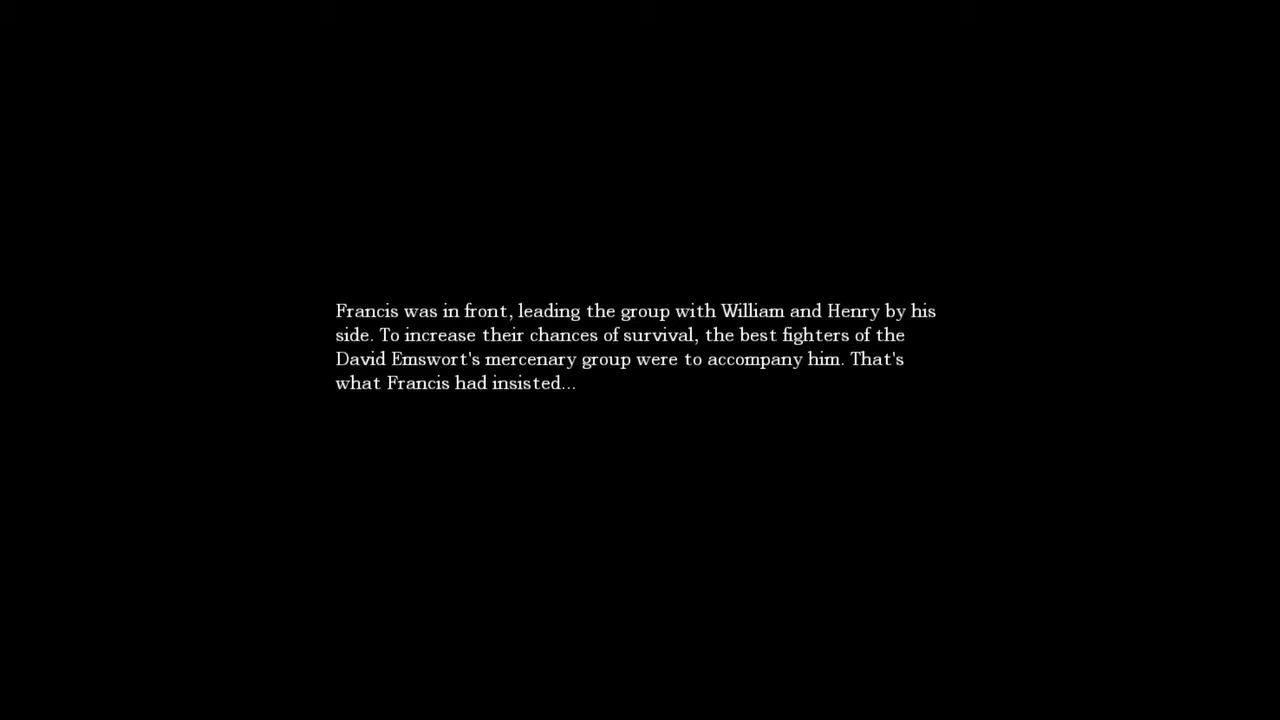 Francis was in front, leading the group with William and Henry by his
side. To increase their chances of survival, the best fighters of the
David Emswort's mercenary group were to accompany him. That's
what Francis had insisted...